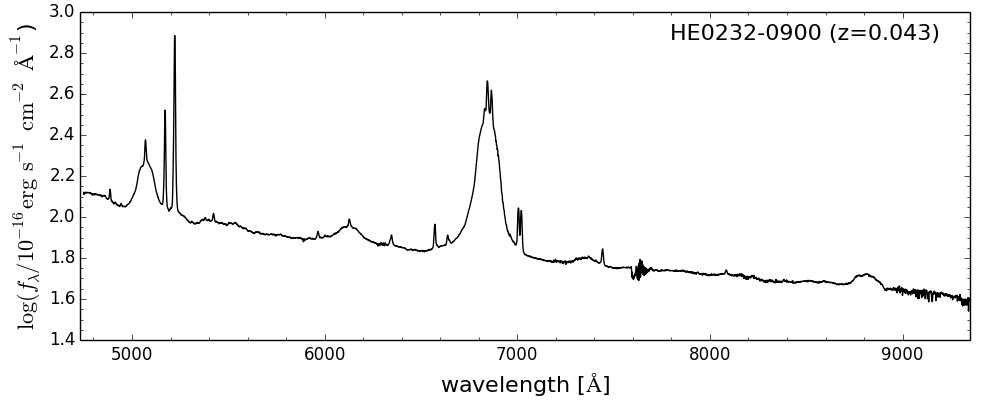 HE0232-0900 (z=0.043)
log(f_λ/10⁻¹⁶ erg s⁻¹ cm⁻² Å⁻¹)
3.0
2.8
2.6
2.4
2.2
2.0
1.8
1.6
1.4
5000 6000 7000 8000 9000
wavelength [Å]